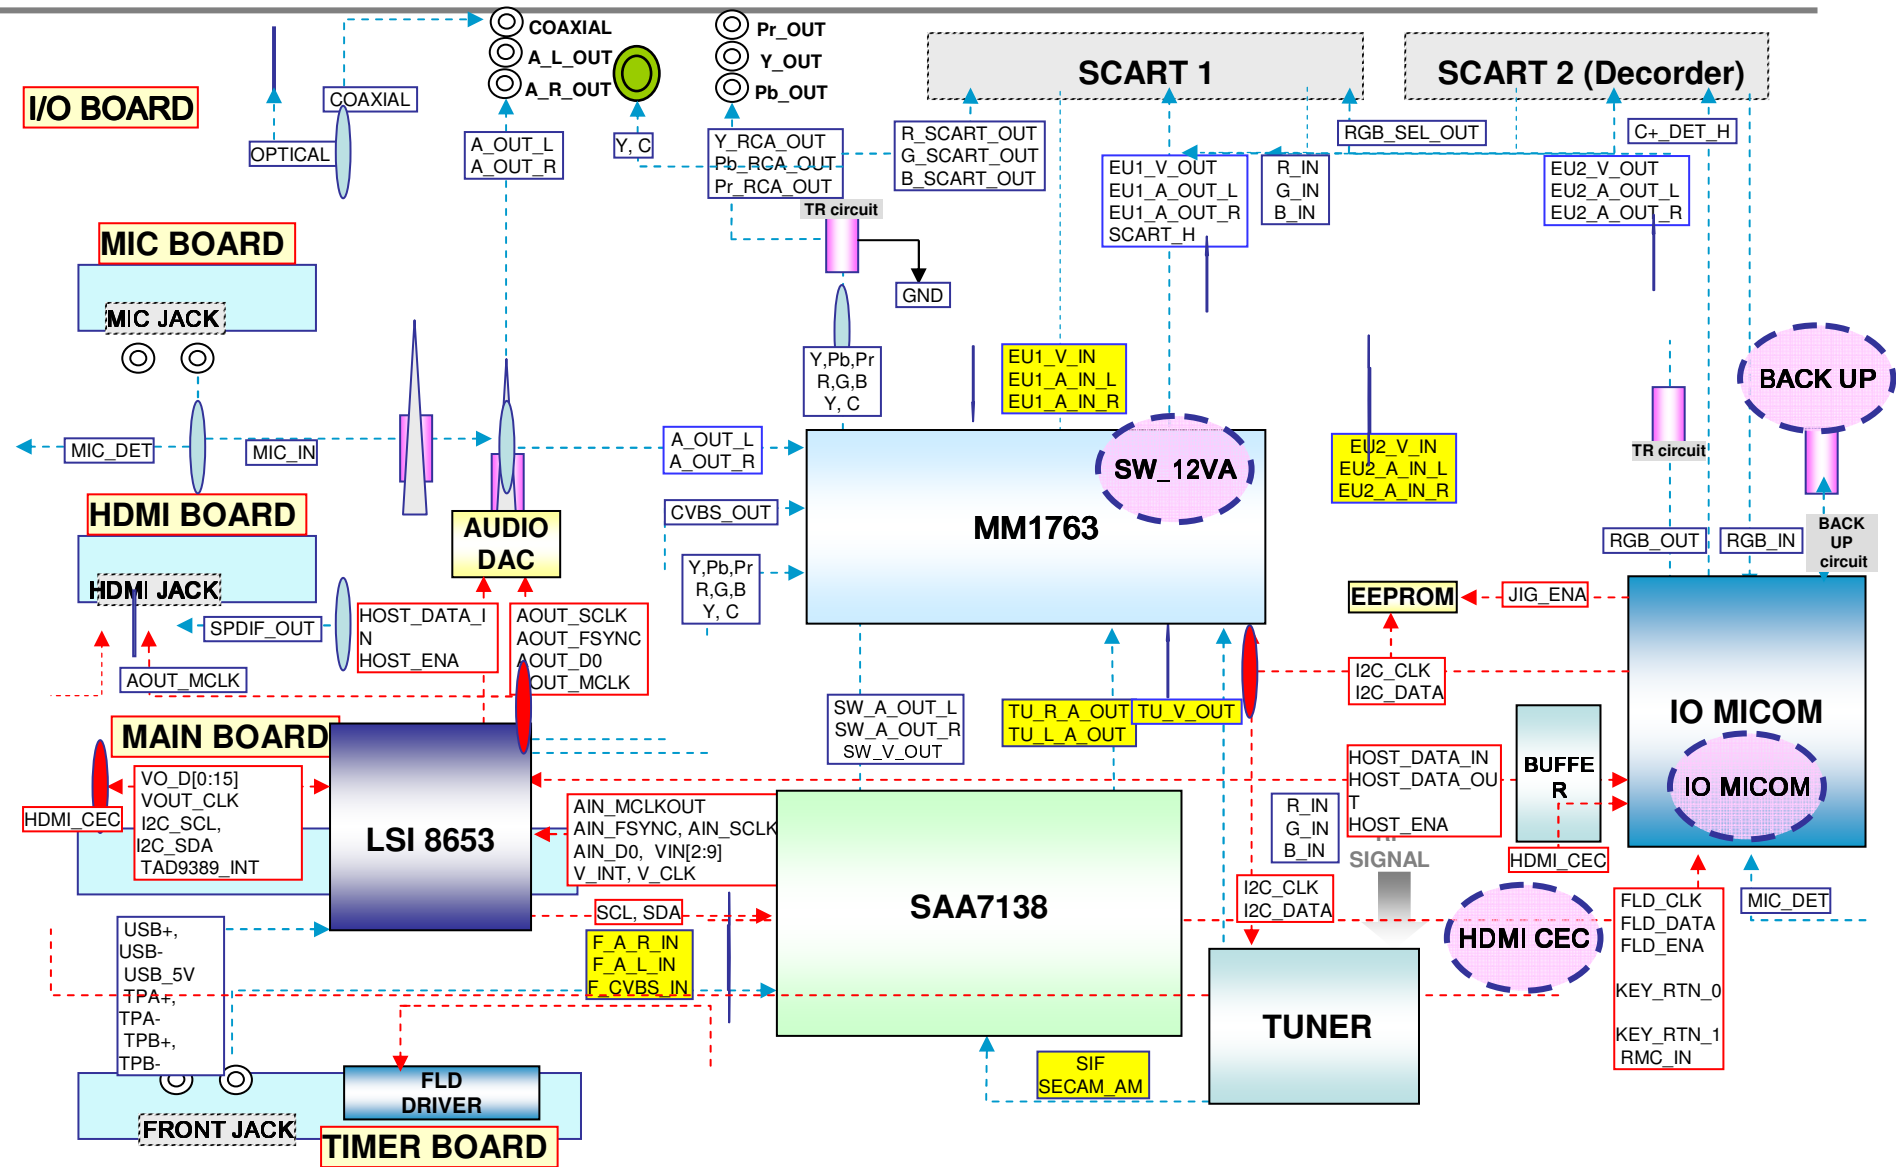 COAXIAL
A_L_OUT
A_R_OUT
Pr_OUT
Y_OUT
Pb_OUT
SCART 1
SCART 2 (Decorder)
I/O BOARD
COAXIAL
OPTICAL
A_OUT_L
A_OUT_R
Y, C
Y_RCA_OUT
Pb_RCA_OUT
Pr_RCA_OUT
R_SCART_OUT
G_SCART_OUT
B_SCART_OUT
RGB_SEL_OUT
C+_DET_H
EU1_V_OUT
EU1_A_OUT_L
EU1_A_OUT_R
SCART_H
R_IN
G_IN
B_IN
EU2_V_OUT
EU2_A_OUT_L
EU2_A_OUT_R
TR circuit
GND
MIC BOARD
MIC JACK
Y,Pb,Pr
R,G,B
Y, C
EU1_V_IN
EU1_A_IN_L
EU1_A_IN_R
BACK UP
MIC_DET
MIC_IN
A_OUT_L
A_OUT_R
SW_12VA
EU2_V_IN
EU2_A_IN_L
EU2_A_IN_R
TR circuit
HDMI BOARD
AUDIO
DAC
CVBS_OUT
MM1763
RGB_OUT
RGB_IN
BACK
UP
circuit
HDMI JACK
Y,Pb,Pr
R,G,B
Y, C
EEPROM
JIG_ENA
SPDIF_OUT
HOST_DATA_I
N
HOST_ENA
AOUT_SCLK
AOUT_FSYNC
AOUT_D0
AOUT_MCLK
AOUT_MCLK
I2C_CLK
I2C_DATA
IO MICOM
SW_A_OUT_L
SW_A_OUT_R
SW_V_OUT
TU_R_A_OUT
TU_L_A_OUT
TU_V_OUT
MAIN BOARD
HDMI_CEC
VO_D[0:15]
VOUT_CLK
I2C_SCL,
I2C_SDA
TAD9389_INT
LSI 8653
AIN_MCLKOUT
AIN_FSYNC, AIN_SCLK
AIN_D0, VIN[2:9]
V_INT, V_CLK
R_IN
G_IN
B_IN
HOST_DATA_IN
HOST_DATA_OU
T
HOST_ENA
SIGNAL
BUFFE
R
IO MICOM
HDMI_CEC
SCL, SDA
SAA7138
I2C_CLK
I2C_DATA
HDMI CEC
FLD_CLK
FLD_DATA
FLD_ENA
KEY_RTN_0
KEY_RTN_1
RMC_IN
MIC_DET
USB+,
USB-
USB_5V
TPA+,
TPA-
TPB+,
TPB-
F_A_R_IN
F_A_L_IN
F_CVBS_IN
TUNER
SIF
SECAM_AM
FLD
DRIVER
FRONT JACK
TIMER BOARD